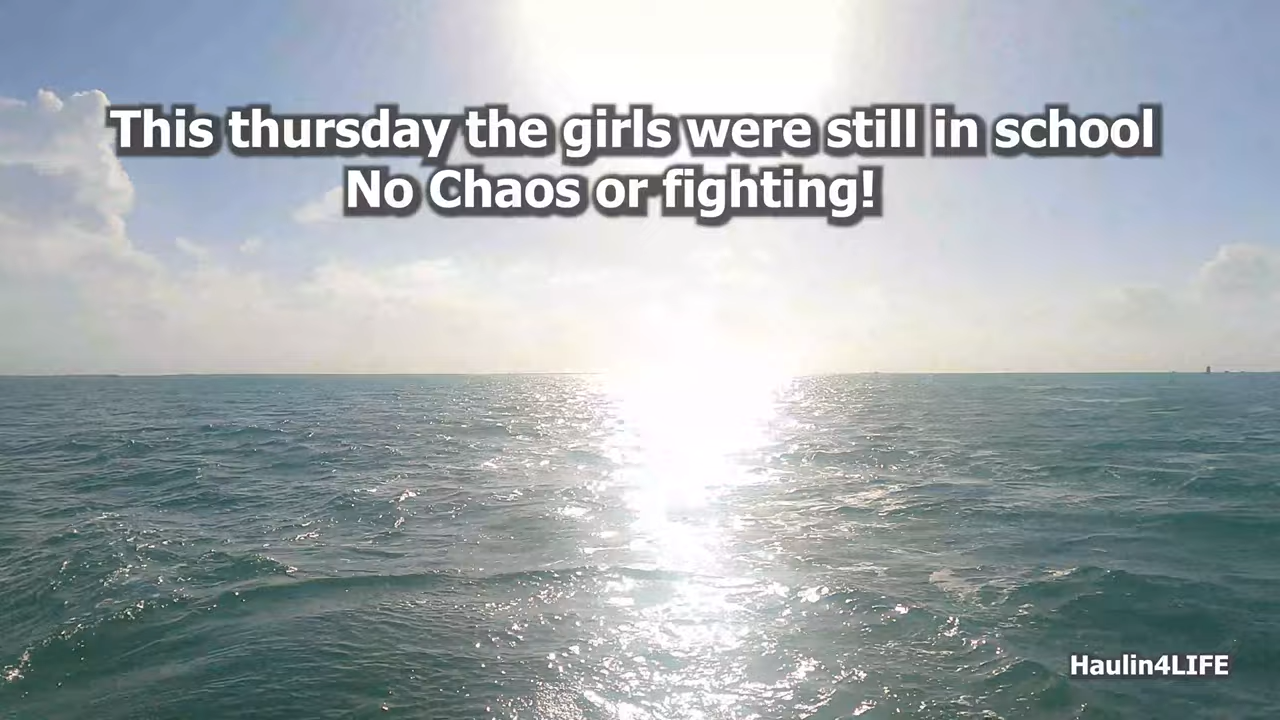 This thursday the girls were still in school
No Chaos or fighting!
Haulin4LIFE